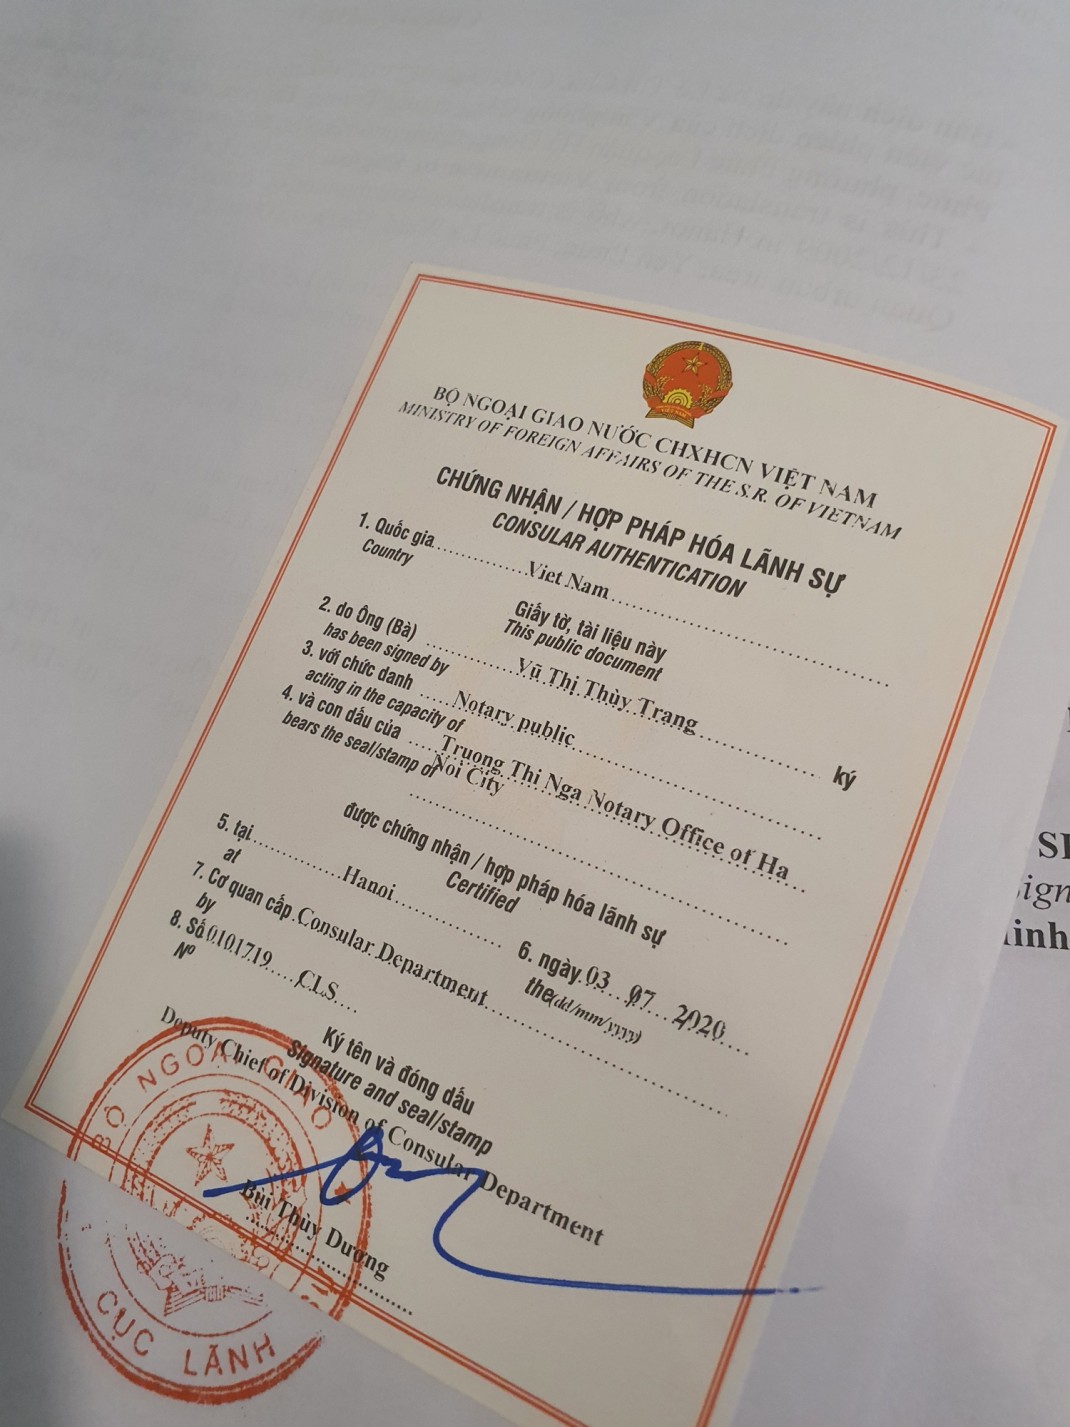 BỘ NGOẠI GIAO NƯỚC CHXHCN VIỆT NAM
MINISTRY OF FOREIGN AFFAIRS OF THE S.R. OF VIETNAM
CHỨNG NHẬN / HỢP PHÁP HÓA LÃNH SỰ
CONSULAR AUTHENTICATION
1. Quốc gia......Viet Nam......
Country
Giấy tờ, tài liệu này
This public document
2. do Ông (Bà) ......Vũ Thị Thùy Trang...... ký
has been signed by
3. với chức danh ......Notary public......
acting in the capacity of
4. và con dấu của ......Truong Thi Nga Notary Office of Ha
bears the seal/stamp of Noi City
được chứng nhận / hợp pháp hóa lãnh sự
Certified
5. tại......Hanoi...... 6. ngày 03 07 2020
at the(dd/mm/yyyy)
7. Cơ quan cấp Consular Department
by
8. Số 0101719 /CLS
Nº
Ký tên và đóng dấu
Signature and seal/stamp
Deputy Chief of Division of Consular Department
Bùi Thùy Dương
BỘ NGOẠI GIAO
CỤC LÃNH